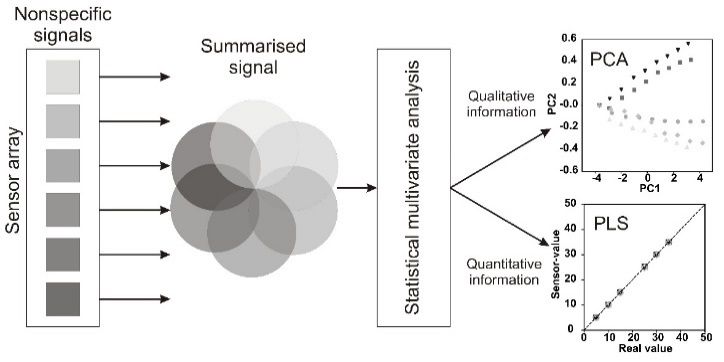 Nonspecific
signals
Sensor array
Summarised
signal
Statistical multivariate analysis
Qualitative
information
Quantitative
information
PCA
PC2
0.6
0.4
0.2
-0.0
-0.2
-0.4
-0.6
-4 -2 0 2 4
PC1
PLS
Sensor-value
50
40
30
20
10
0
0 10 20 30 40 50
Real value